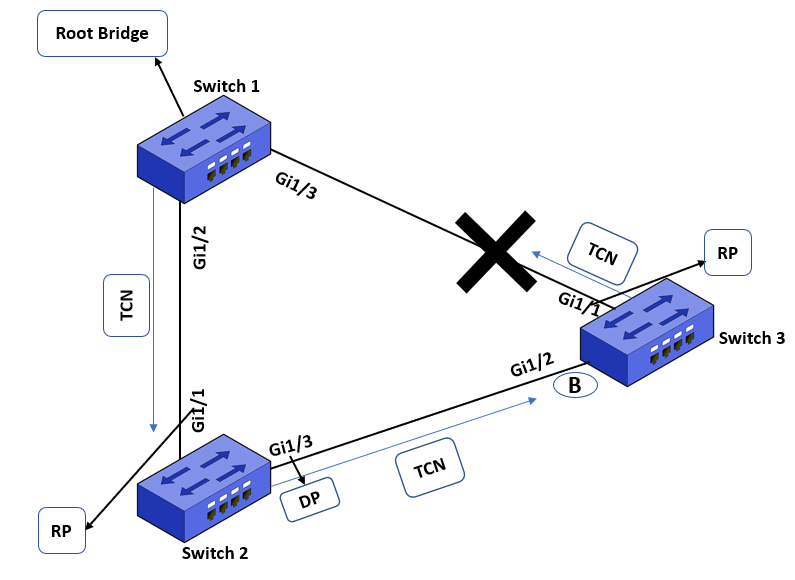 Root Bridge
Switch 1
Gi1/3
Gi1/2
TCN
RP
TCN
Gi1/1
Switch 3
Gi1/2
B
Gi1/1
Gi1/3
TCN
DP
RP
Switch 2